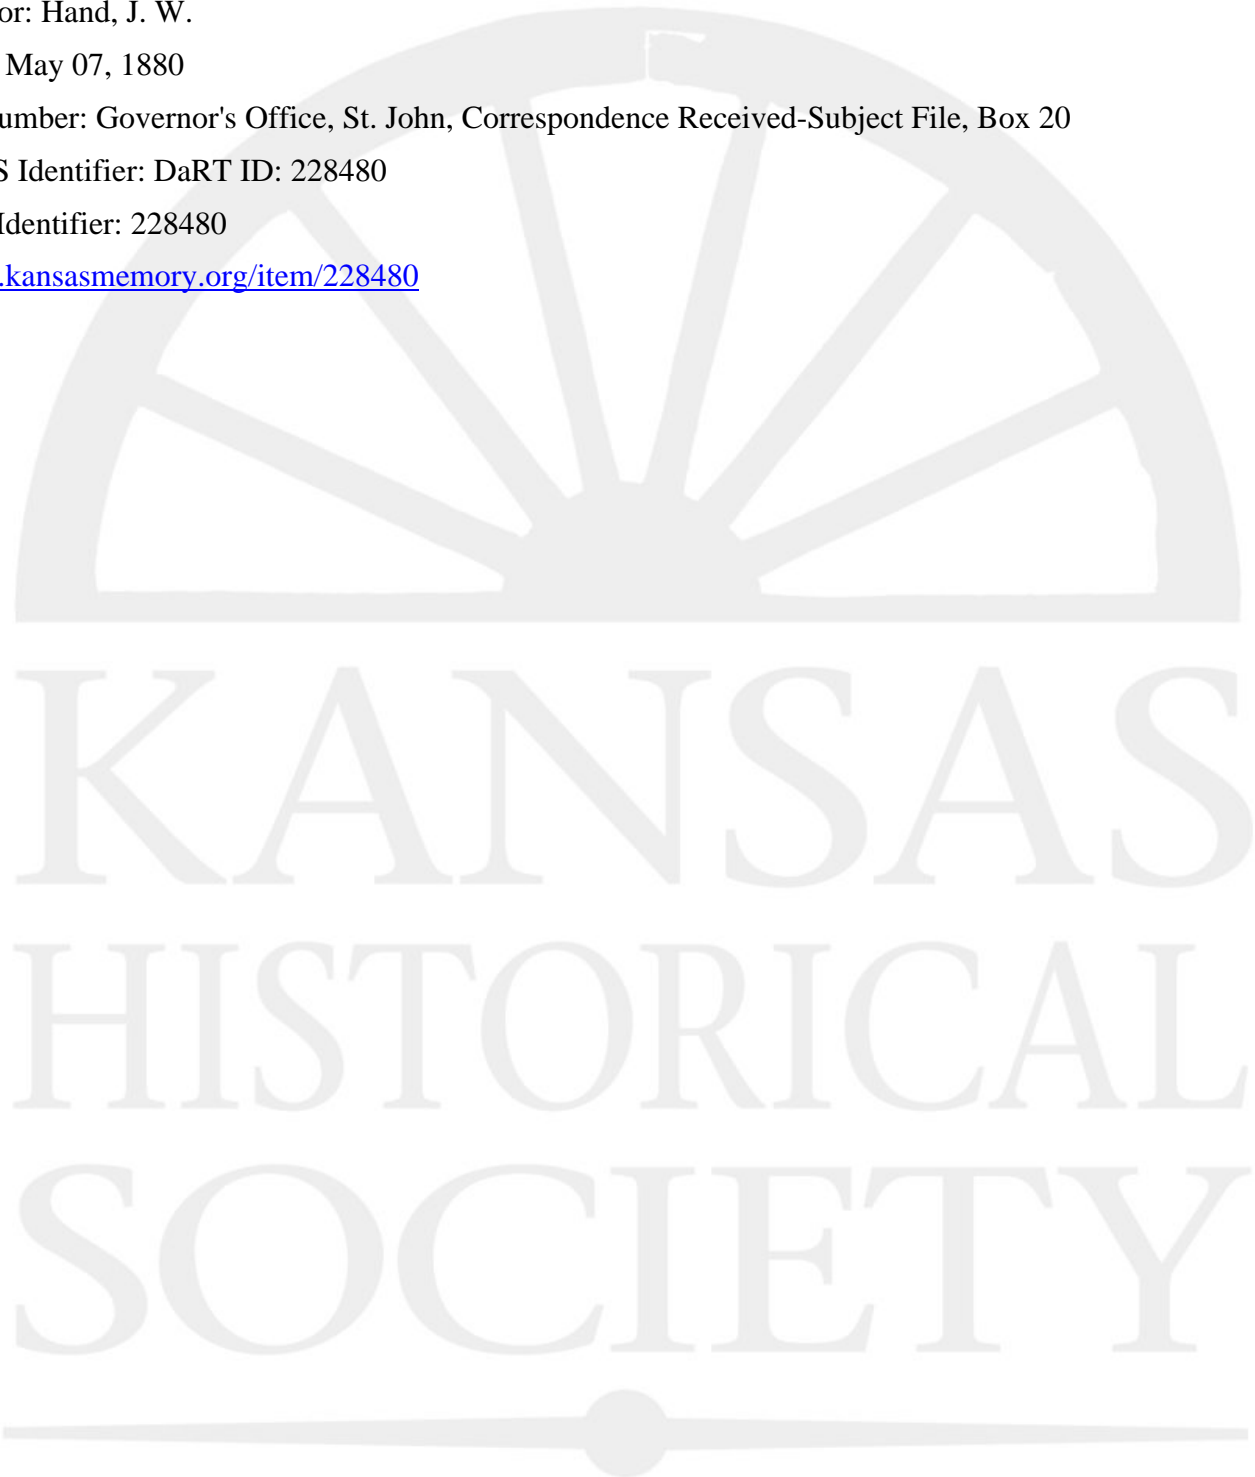 or: Hand, J. W.
May 07, 1880
umber: Governor's Office, St. John, Correspondence Received-Subject File, Box 20
S Identifier: DaRT ID: 228480
dentifier: 228480
.kansasmemory.org/item/228480
KANSAS
HISTORICAL
SOCIETY